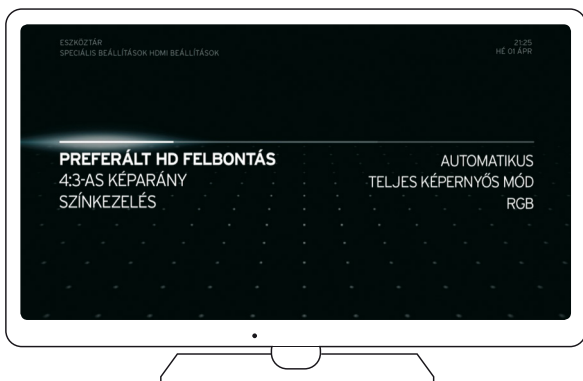 ESZKÖZTÁR
SPECIÁLIS BEÁLLÍTÁSOK HDMI BEÁLLÍTÁSOK
21:25
HÉ 01 ÁPR
PREFERÁLT HD FELBONTÁS AUTOMATIKUS
4:3-AS KÉPARÁNY TELJES KÉPERNYŐS MÓD
SZÍNKEZELÉS RGB